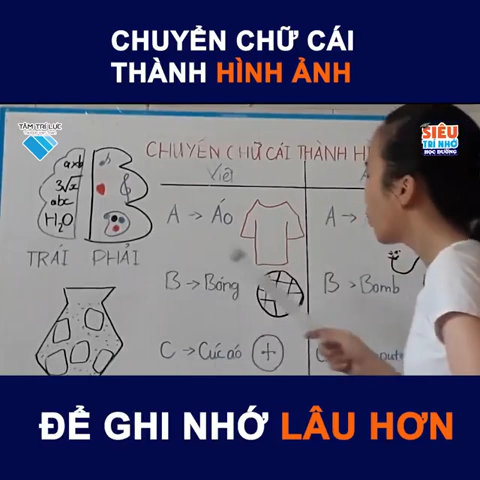 CHUYỂN CHỮ CÁI
THÀNH HÌNH ẢNH
TÂM TRÍ LỰC
SIÊU
TRÍ NHỚ
HỌC ĐƯỜNG
CHUYỂN CHỮ CÁI THÀNH H
Việt
A
axb
3√x
abc
H₂O
TRÁI PHẢI
A → Áo
A →
B → Bóng
B → Bomb
C → Cúc áo
ĐỂ GHI NHỚ LÂU HƠN